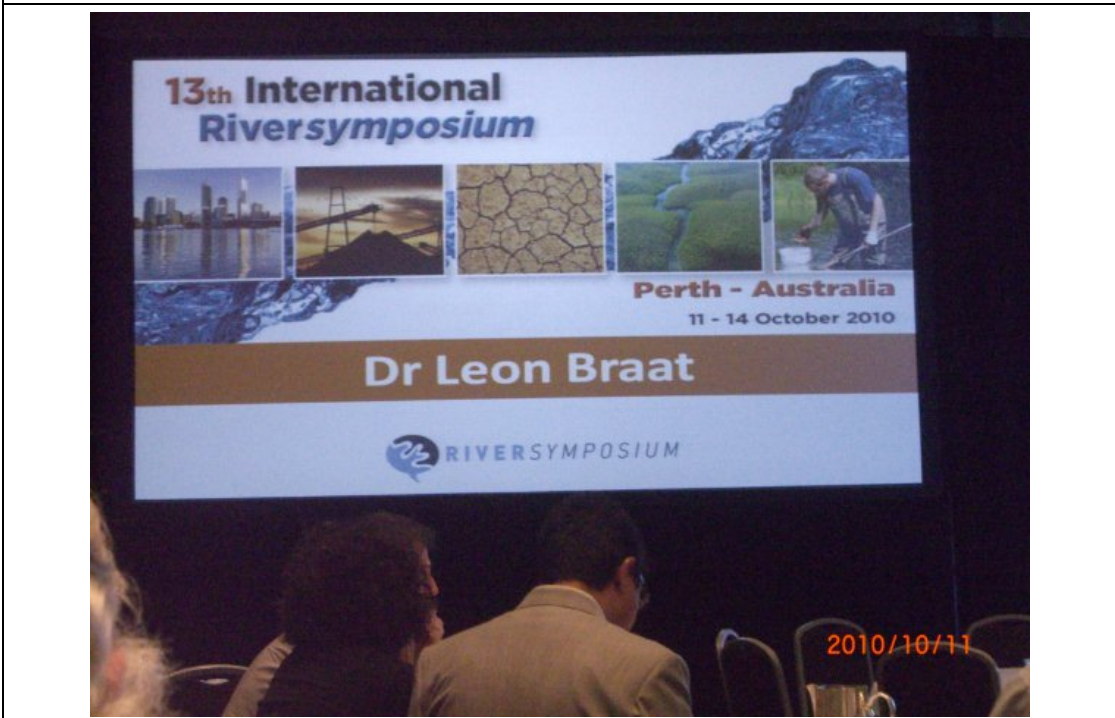 13th International
Riversymposium
Perth - Australia
11 - 14 October 2010
Dr Leon Braat
RIVERSYMPOSIUM
2010/10/11